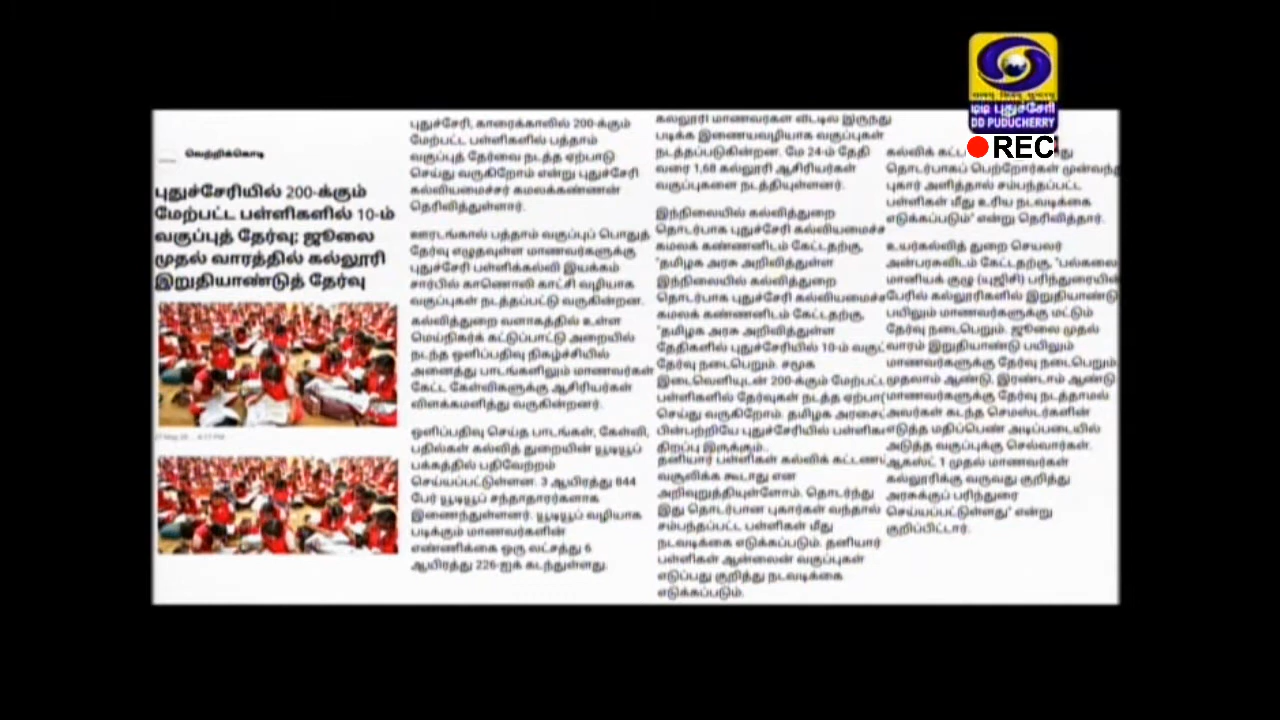 வெற்றிக்கொடி
புதுச்சேரியில் 200-க்கும்
மேற்பட்ட பள்ளிகளில் 10-ம்
வகுப்புத் தேர்வு; ஜூலை
முதல் வாரத்தில் கல்லூரி
இறுதியாண்டுத் தேர்வு
புதுச்சேரி, காரைக்காலில் 200-க்கும்
மேற்பட்ட பள்ளிகளில் பத்தாம்
வகுப்புத் தேர்வை நடத்த ஏற்பாடு
செய்து வருகிறோம் என்று புதுச்சேரி
கல்வியமைச்சர் கமலக்கண்ணன்
தெரிவித்துள்ளார்.
ஊரடங்கால் பத்தாம் வகுப்புப் பொதுத்
தேர்வு எழுதவுள்ள மாணவர்களுக்கு
புதுச்சேரி பள்ளிக்கல்வி இயக்கம்
சார்பில் காணொலி காட்சி வழியாக
வகுப்புகள் நடத்தப்பட்டு வருகின்றன.
கல்வித்துறை வளாகத்தில் உள்ள
மெய்நிகர்க் கட்டுப்பாட்டு அறையில்
நடந்த ஒளிப்பதிவு நிகழ்ச்சியில்
அனைத்து பாடங்களிலும் மாணவர்கள்
கேட்ட கேள்விகளுக்கு ஆசிரியர்கள்
விளக்கமளித்து வருகின்றனர்.
ஒளிப்பதிவு செய்த பாடங்கள், கேள்வி,
பதில்கள் கல்வித் துறையின் யூடியூப்
பக்கத்தில் பதிவேற்றம்
செய்யப்பட்டுள்ளன. 3 ஆயிரத்து 844
பேர் யூடியூப் சந்தாதாரர்களாக
இணைந்துள்ளனர். யூடியூப் வழியாக
படிக்கும் மாணவர்களின்
எண்ணிக்கை ஒரு லட்சத்து 6
ஆயிரத்து 226-ஐக் கடந்துள்ளது.
கல்லூரி மாணவர்கள் வீட்டில் இருந்து
படிக்க இணையவழியாக வகுப்புகள்
நடத்தப்படுகின்றன. மே 24-ம் தேதி
வரை 1,68 கல்லூரி ஆசிரியர்கள்
வகுப்புகளை நடத்தியுள்ளனர்.
இந்நிலையில் கல்வித்துறை
தொடர்பாக புதுச்சேரி கல்வியமைச்ச
கமலக் கண்ணனிடம் கேட்டதற்கு,
"தமிழக அரசு அறிவித்துள்ள
இந்நிலையில் கல்வித்துறை
தொடர்பாக புதுச்சேரி கல்வியமைச்ச
கமலக் கண்ணனிடம் கேட்டதற்கு,
"தமிழக அரசு அறிவித்துள்ள
தேதிகளில் புதுச்சேரியில் 10-ம் வகுப்
தேர்வு நடைபெறும். சமூக
இடைவெளியுடன் 200-க்கும் மேற்பட்ட
பள்ளிகளில் தேர்வுகள் நடத்த ஏற்பா
செய்து வருகிறோம். தமிழக அரசைப்
பின்பற்றியே புதுச்சேரியில் பள்ளிகள்
திறப்பு இருக்கும்..
தனியார் பள்ளிகள் கல்விக் கட்டண
வசூலிக்க கூடாது என
அறிவுறுத்தியுள்ளோம். தொடர்ந்து
இது தொடர்பான புகார்கள் வந்தால்
சம்பந்தப்பட்ட பள்ளிகள் மீது
நடவடிக்கை எடுக்கப்படும். தனியார்
பள்ளிகள் ஆன்லைன் வகுப்புகள்
எடுப்பது குறித்து நடவடிக்கை
எடுக்கப்படும்.
கல்விக் கட்ட
தொடர்பாகப் பெற்றோர்கள் முன்வந்து
புகார் அளித்தால் சம்பந்தப்பட்ட
பள்ளிகள் மீது உரிய நடவடிக்கை
எடுக்கப்படும்" என்று தெரிவித்தார்.
உயர்கல்வித் துறை செயலர்
அன்பரசுவிடம் கேட்டதற்கு, "பல்கலை
மானியக் குழு (யுஜிசி) பரிந்துரையின்
பேரில் கல்லூரிகளில் இறுதியாண்டு
பயிலும் மாணவர்களுக்கு மட்டும்
தேர்வு நடைபெறும். ஜூலை முதல்
வாரம் இறுதியாண்டு பயிலும்
மாணவர்களுக்கு தேர்வு நடைபெறும்.
முதலாம் ஆண்டு, இரண்டாம் ஆண்டு
மாணவர்களுக்கு தேர்வு நடத்தாமல்
அவர்கள் கடந்த செமஸ்டர்களின்
எடுத்த மதிப்பெண் அடிப்படையில்
அடுத்த வகுப்புக்கு செல்வார்கள்.
ஆகஸ்ட் 1 முதல் மாணவர்கள்
கல்லூரிக்கு வருவது குறித்து
அரசுக்குப் பரிந்துரை
செய்யப்பட்டுள்ளது" என்று
குறிப்பிட்டார்.
டிடி புதுச்சேரி
DD PUDUCHERRY
REC